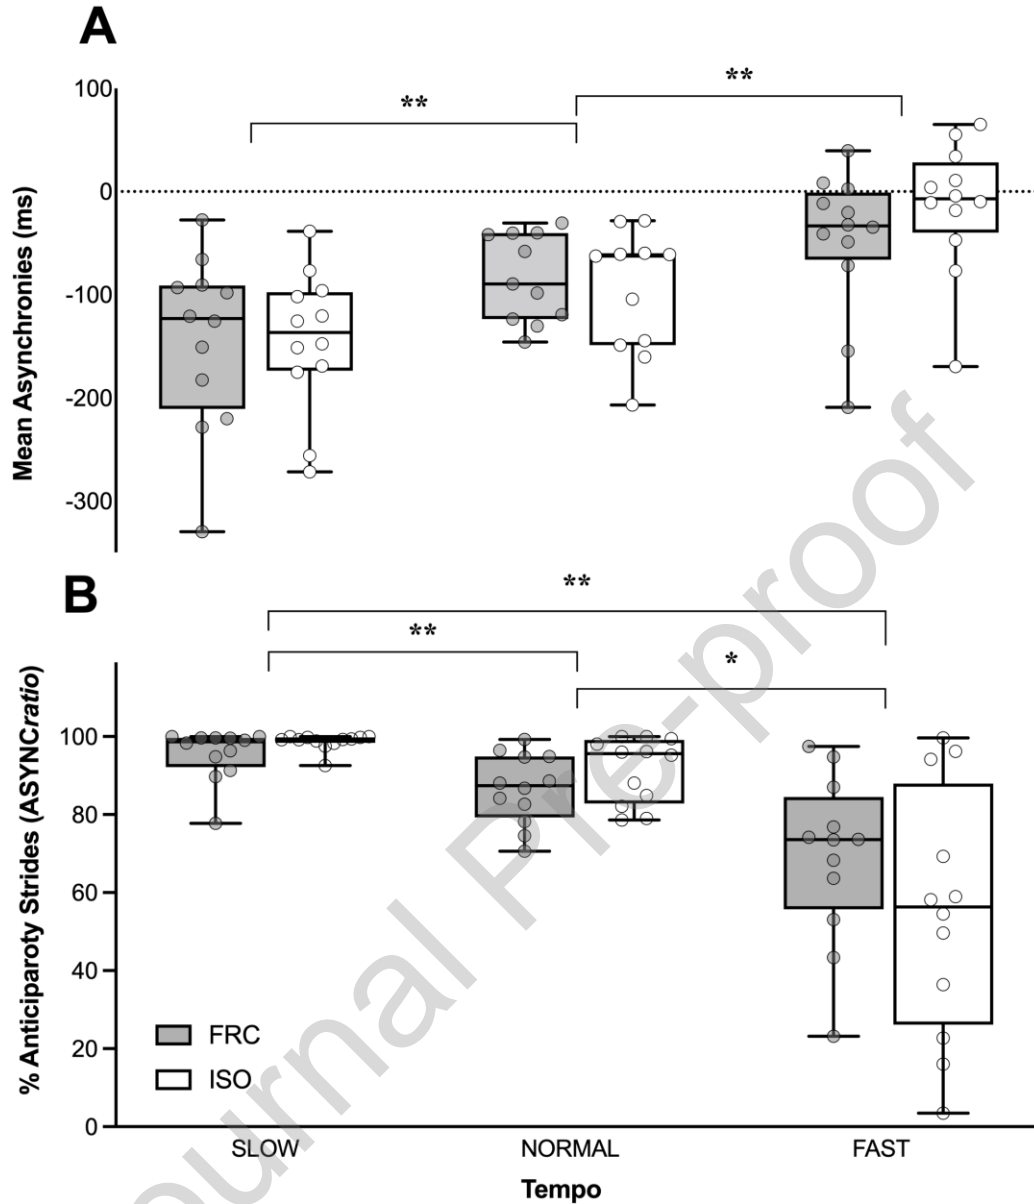 A
**
**
100
0
-100
-200
-300
Mean Asynchronies (ms)
B
**
**
*
100
80
60
40
20
0
% Anticiparoty Strides (ASYNCratio)
FRC
ISO
SLOW NORMAL FAST
Tempo
ournal Pre-proof